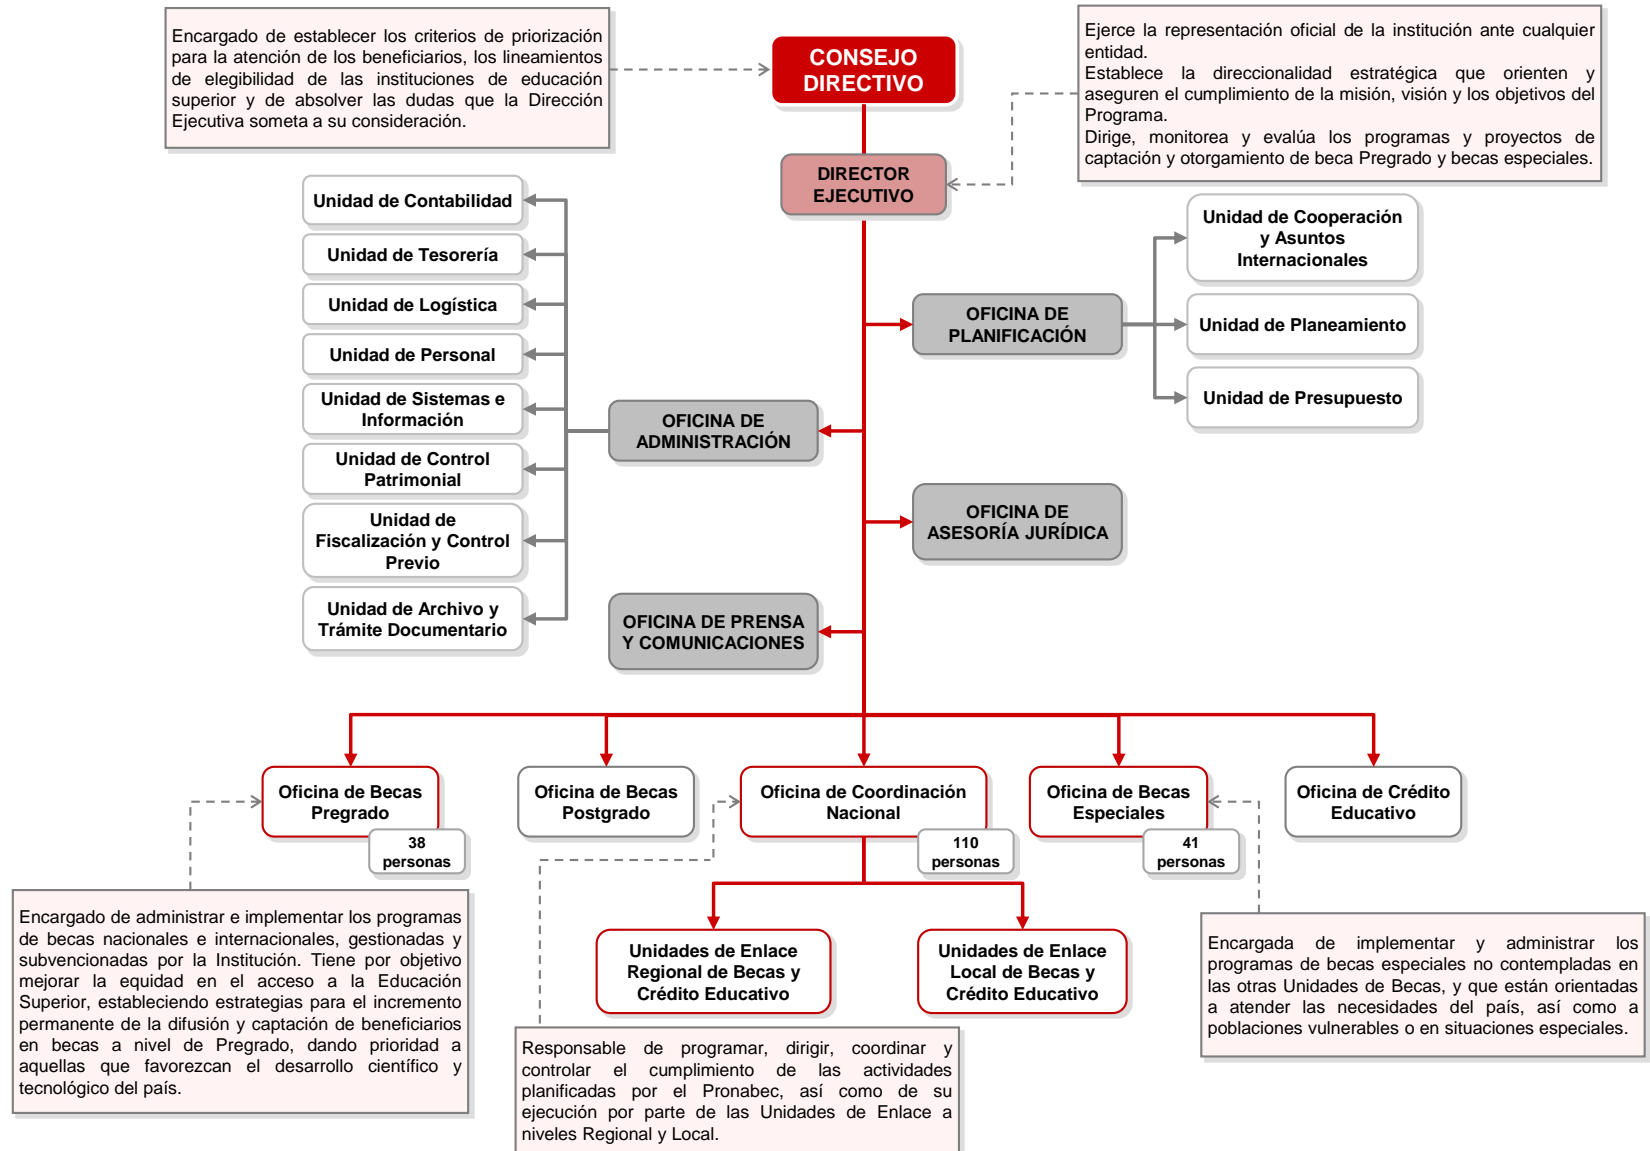 Encargado de establecer los criterios de priorización
para la atención de los beneficiarios, los lineamientos
de elegibilidad de las instituciones de educación
superior y de absolver las dudas que la Dirección
Ejecutiva someta a su consideración.
CONSEJO
DIRECTIVO
Ejerce la representación oficial de la institución ante cualquier
entidad.
Establece la direccionalidad estratégica que orienten y
aseguren el cumplimiento de la misión, visión y los objetivos del
Programa.
Dirige, monitorea y evalúa los programas y proyectos de
captación y otorgamiento de beca Pregrado y becas especiales.
DIRECTOR
EJECUTIVO
Unidad de Contabilidad
Unidad de Tesorería
Unidad de Logística
Unidad de Personal
Unidad de Sistemas e
Información
Unidad de Control
Patrimonial
Unidad de
Fiscalización y Control
Previo
Unidad de Archivo y
Trámite Documentario
OFICINA DE
ADMINISTRACIÓN
OFICINA DE PRENSA
Y COMUNICACIONES
OFICINA DE
PLANIFICACIÓN
Unidad de Cooperación
y Asuntos
Internacionales
Unidad de Planeamiento
Unidad de Presupuesto
OFICINA DE
ASESORÍA JURÍDICA
Oficina de Becas
Pregrado
38
personas
Oficina de Becas
Postgrado
Oficina de Coordinación
Nacional
110
personas
Oficina de Becas
Especiales
41
personas
Oficina de Crédito
Educativo
Unidades de Enlace
Regional de Becas y
Crédito Educativo
Unidades de Enlace
Local de Becas y
Crédito Educativo
Encargado de administrar e implementar los programas
de becas nacionales e internacionales, gestionadas y
subvencionadas por la Institución. Tiene por objetivo
mejorar la equidad en el acceso a la Educación
Superior, estableciendo estrategias para el incremento
permanente de la difusión y captación de beneficiarios
en becas a nivel de Pregrado, dando prioridad a
aquellas que favorezcan el desarrollo científico y
tecnológico del país.
Responsable de programar, dirigir, coordinar y
controlar el cumplimiento de las actividades
planificadas por el Pronabec, así como de su
ejecución por parte de las Unidades de Enlace a
niveles Regional y Local.
Encargada de implementar y administrar los
programas de becas especiales no contempladas en
las otras Unidades de Becas, y que están orientadas
a atender las necesidades del país, así como a
poblaciones vulnerables o en situaciones especiales.